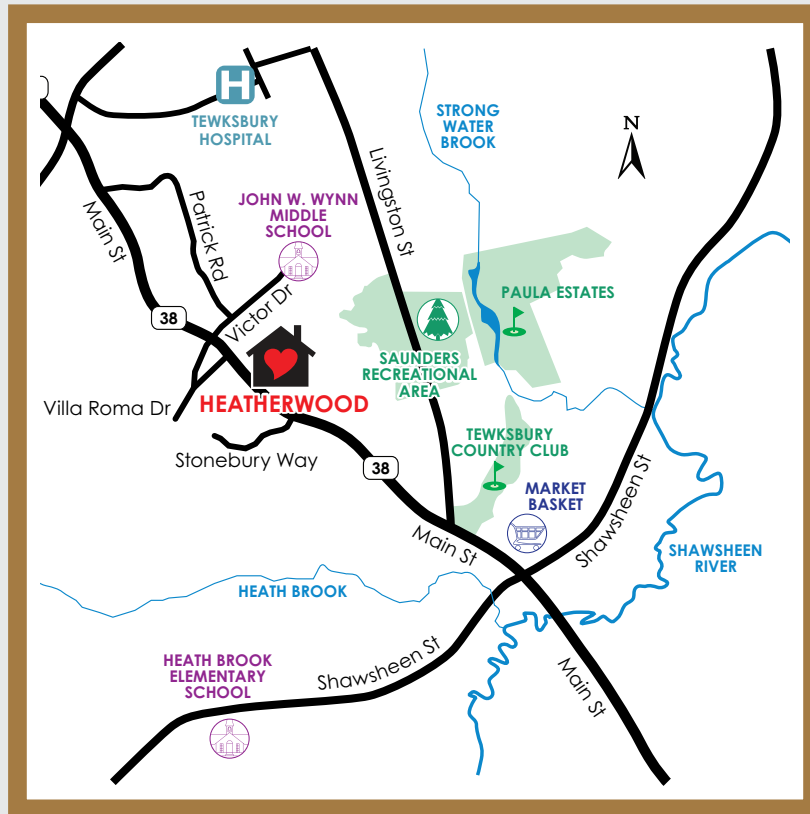 H
TEWKSBURY
HOSPITAL
STRONG
WATER
BROOK
N
Livingston St
JOHN W. WYNN
MIDDLE
SCHOOL
Main St
Patrick Rd
38
Victor Dr
PAULA ESTATES
SAUNDERS
RECREATIONAL
AREA
Villa Roma Dr
HEATHERWOOD
Stonebury Way
38
TEWKSBURY
COUNTRY CLUB
MARKET
BASKET
Main St
Shawsheen St
SHAWSHEEN
RIVER
HEATH BROOK
HEATH BROOK
ELEMENTARY
SCHOOL
Shawsheen St
Main St